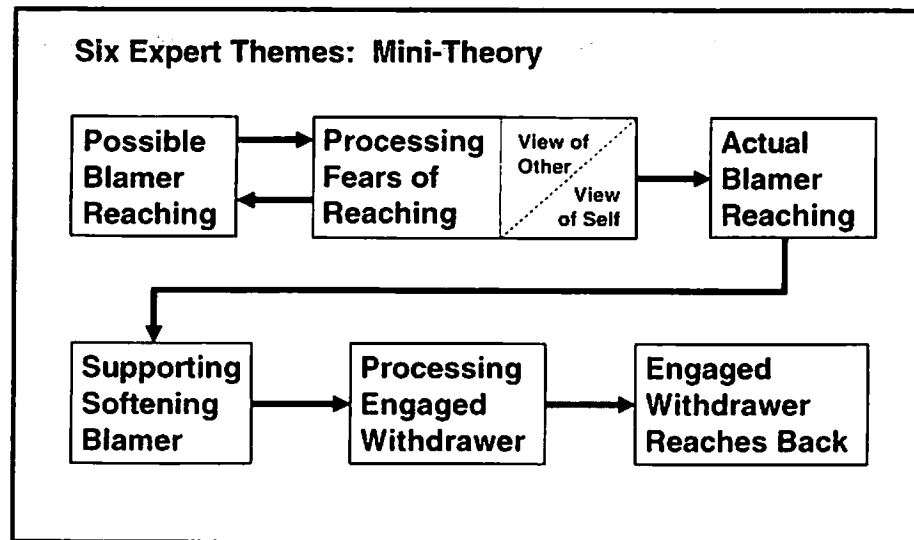 Six Expert Themes: Mini-Theory
Possible
Blamer
Reaching
Processing
Fears of
Reaching
View of
Other
View
of Self
Actual
Blamer
Reaching
Supporting
Softening
Blamer
Processing
Engaged
Withdrawer
Engaged
Withdrawer
Reaches Back